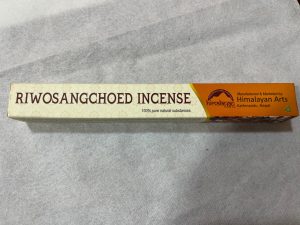 RIWOSANGCHOED INCENSE
100% pure natural substances
Manufactured & Marketed by
Himalayan Arts
Kathmandu, Nepal